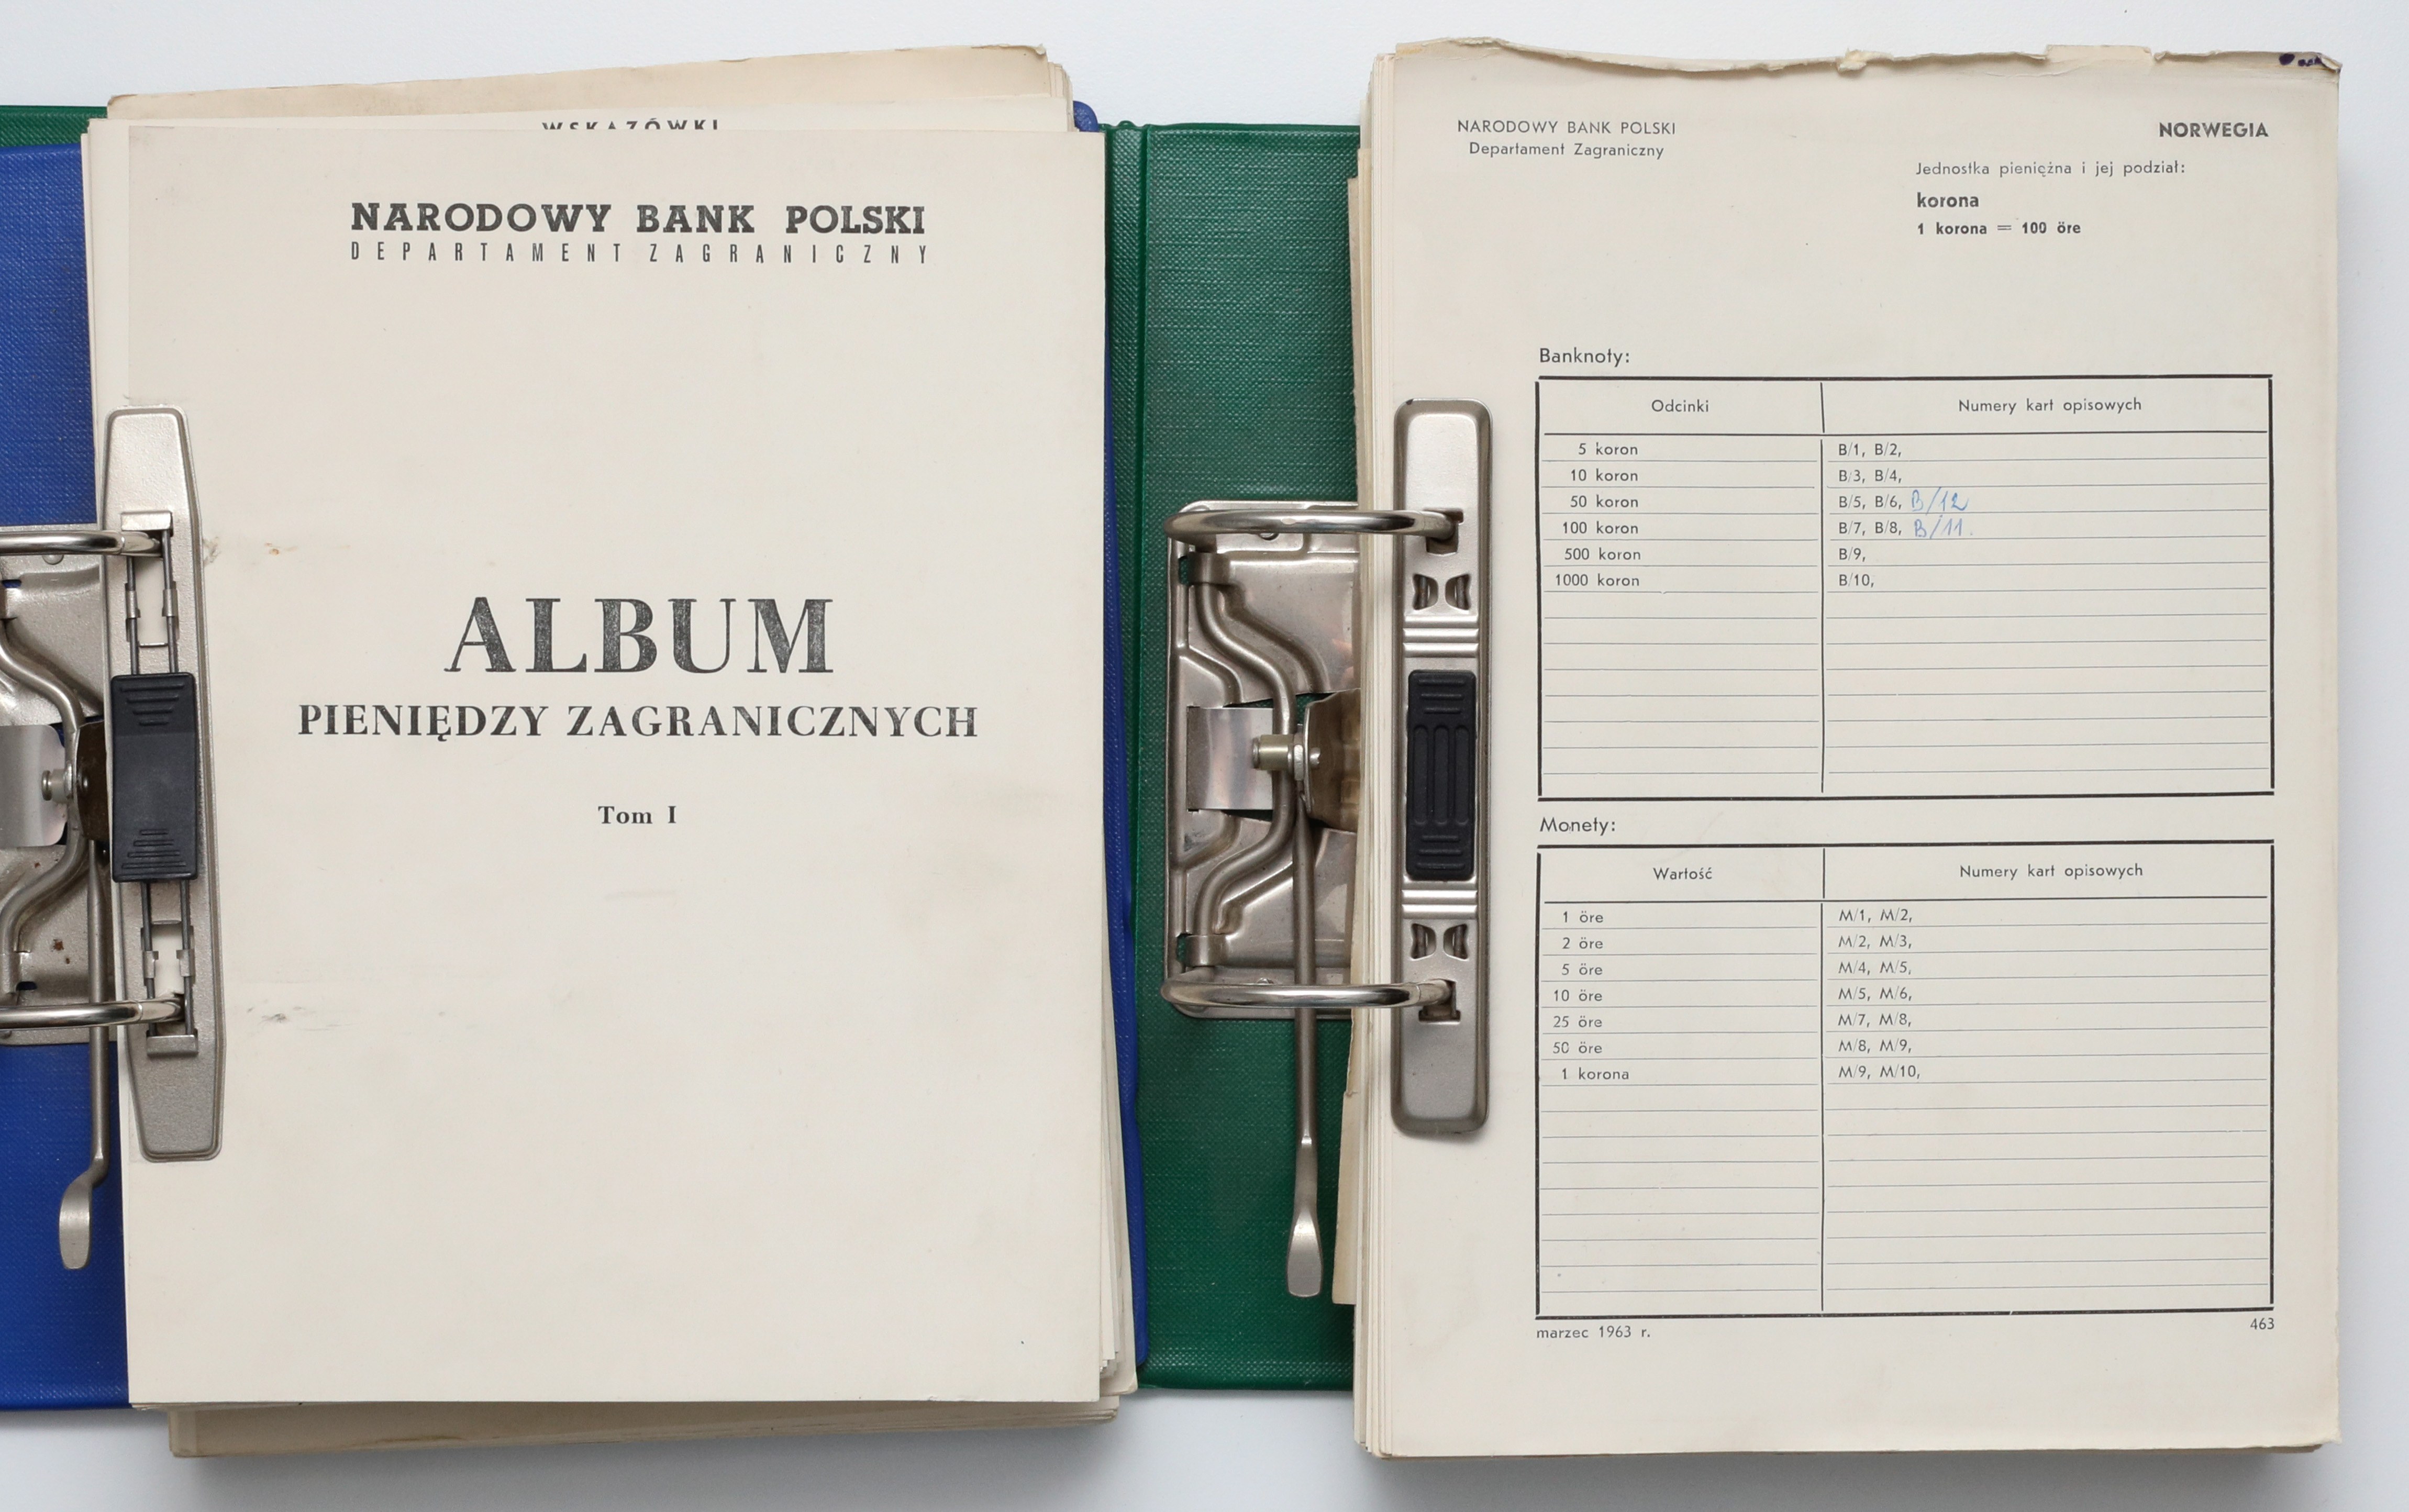 WSKAZÓWKI
NARODOWY BANK POLSKI
DEPARTAMENT ZAGRANICZNY
ALBUM
PIENIĘDZY ZAGRANICZNYCH
Tom I
NARODOWY BANK POLSKI
Departament Zagraniczny
NORWEGIA
Jednostka pieniężna i jej podział:
korona
1 korona = 100 öre
Banknoty:
Odcinki Numery kart opisowych
5 koron B/1, B/2,
10 koron B/3, B/4,
50 koron B/5, B/6, B/12
100 koron B/7, B/8, B/11.
500 koron B/9,
1000 koron B/10,
Monety:
Wartość Numery kart opisowych
1 öre M/1, M/2,
2 öre M/2, M/3,
5 öre M/4, M/5,
10 öre M/5, M/6,
25 öre M/7, M/8,
50 öre M/8, M/9,
1 korona M/9, M/10,
marzec 1963 r.
463